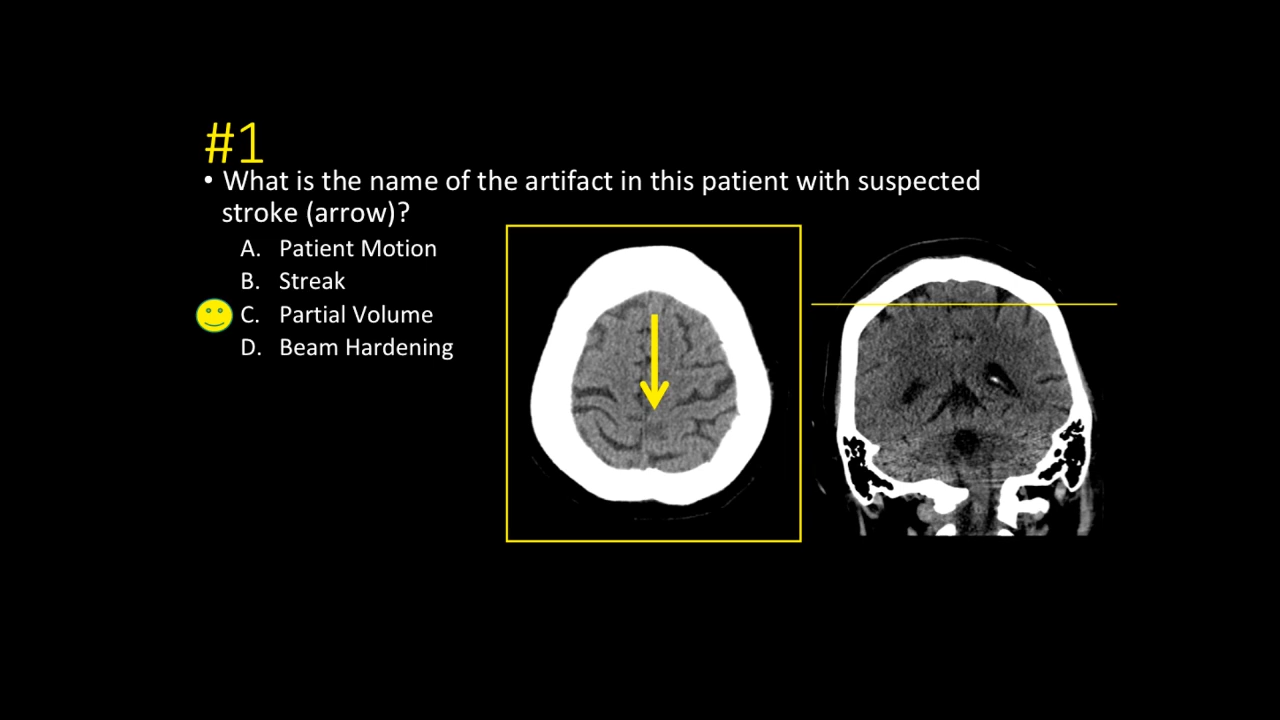 #1
• What is the name of the artifact in this patient with suspected
stroke (arrow)?
A. Patient Motion
B. Streak
C. Partial Volume
D. Beam Hardening